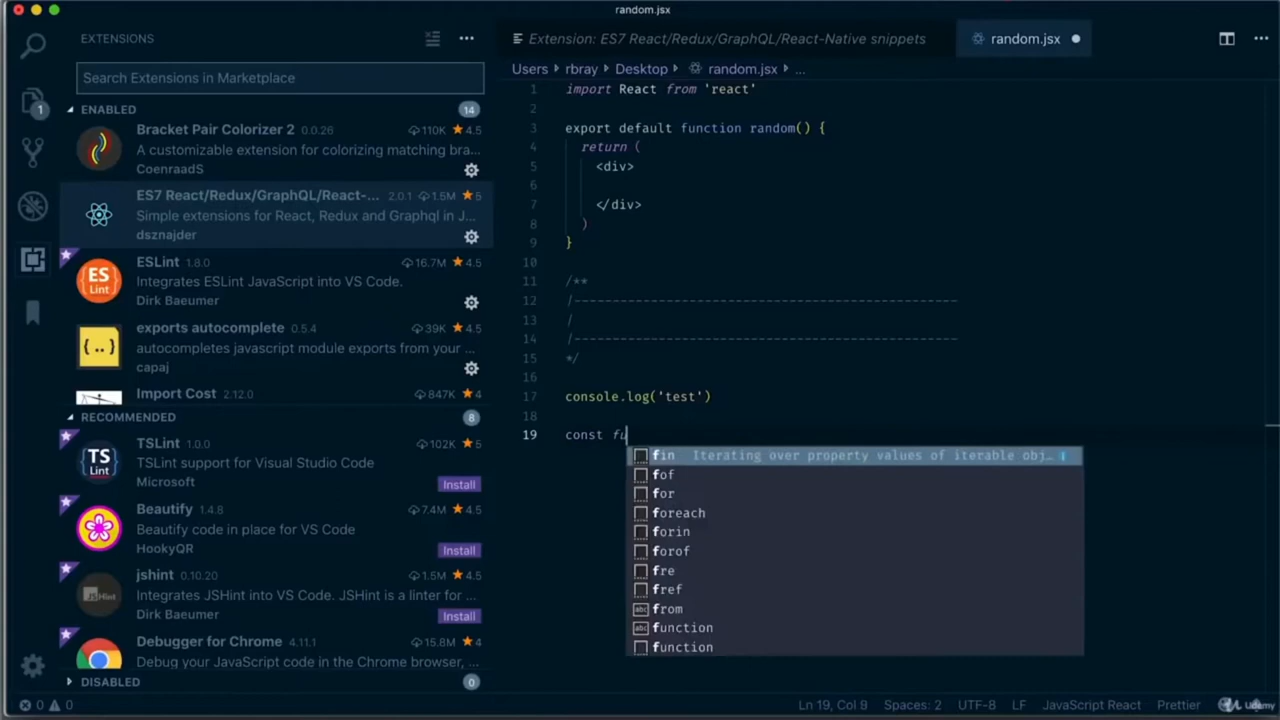 random.jsx
EXTENSIONS
Search Extensions in Marketplace
ENABLED 14
Bracket Pair Colorizer 2 0.0.26 110K 4.5
A customizable extension for colorizing matching bra...
CoenraadS
ES7 React/Redux/GraphQL/React-... 2.0.1 1.5M 5
Simple extensions for React, Redux and Graphql in J...
dsznajder
ESLint 1.8.0 16.7M 4.5
Integrates ESLint JavaScript into VS Code.
Dirk Baeumer
exports autocomplete 0.5.4 39K 4.5
autocompletes javascript module exports from your ...
capaj
Import Cost 2.12.0 847K 4
RECOMMENDED 8
TSLint 1.0.0 102K 5
TSLint support for Visual Studio Code
Microsoft Install
Beautify 1.4.8 7.4M 4.5
Beautify code in place for VS Code
HookyQR Install
jshint 0.10.20 1.5M 4.5
Integrates JSHint into VS Code. JSHint is a linter for ...
Dirk Baeumer Install
Debugger for Chrome 4.11.1 15.8M 4
Debug your JavaScript code in the Chrome browser, ...
DISABLED 0
1
ES Lint
{..}
TS Lint
JSHint
Extension: ES7 React/Redux/GraphQL/React-Native snippets
random.jsx
Users rbray Desktop random.jsx ...
1 import React from 'react'
2
3 export default function random() {
4 return (
5 <div>
6
7 </div>
8 )
9 }
10
11 /**
12 |--------------------------------------------------
13 |
14 |--------------------------------------------------
15 */
16
17 console.log('test')
18
19 const fu
fin Iterating over property values of iterable obj...
fof
for
foreach
forin
forof
fre
fref
from
function
function
0 0 Ln 19, Col 9 Spaces: 2 UTF-8 LF JavaScript React Prettier Udemy